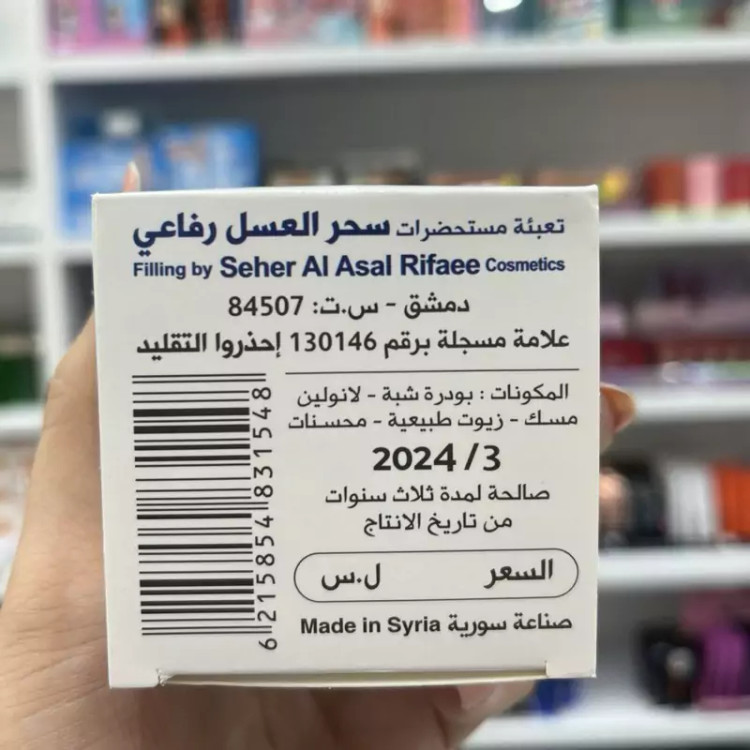 تعبئة مستحضرات سحر العسل رفاعي
Filling by Seher Al Asal Rifaee Cosmetics
دمشق - س.ت: 84507
علامة مسجلة برقم 130146 إحذروا التقليد
المكونات : بودرة شبة - لانولين
مسك - زيوت طبيعية - محسنات
2024/3
صالحة لمدة ثلاث سنوات
من تاريخ الانتاج
السعر ل.س
صناعة سورية Made in Syria
6215854831548